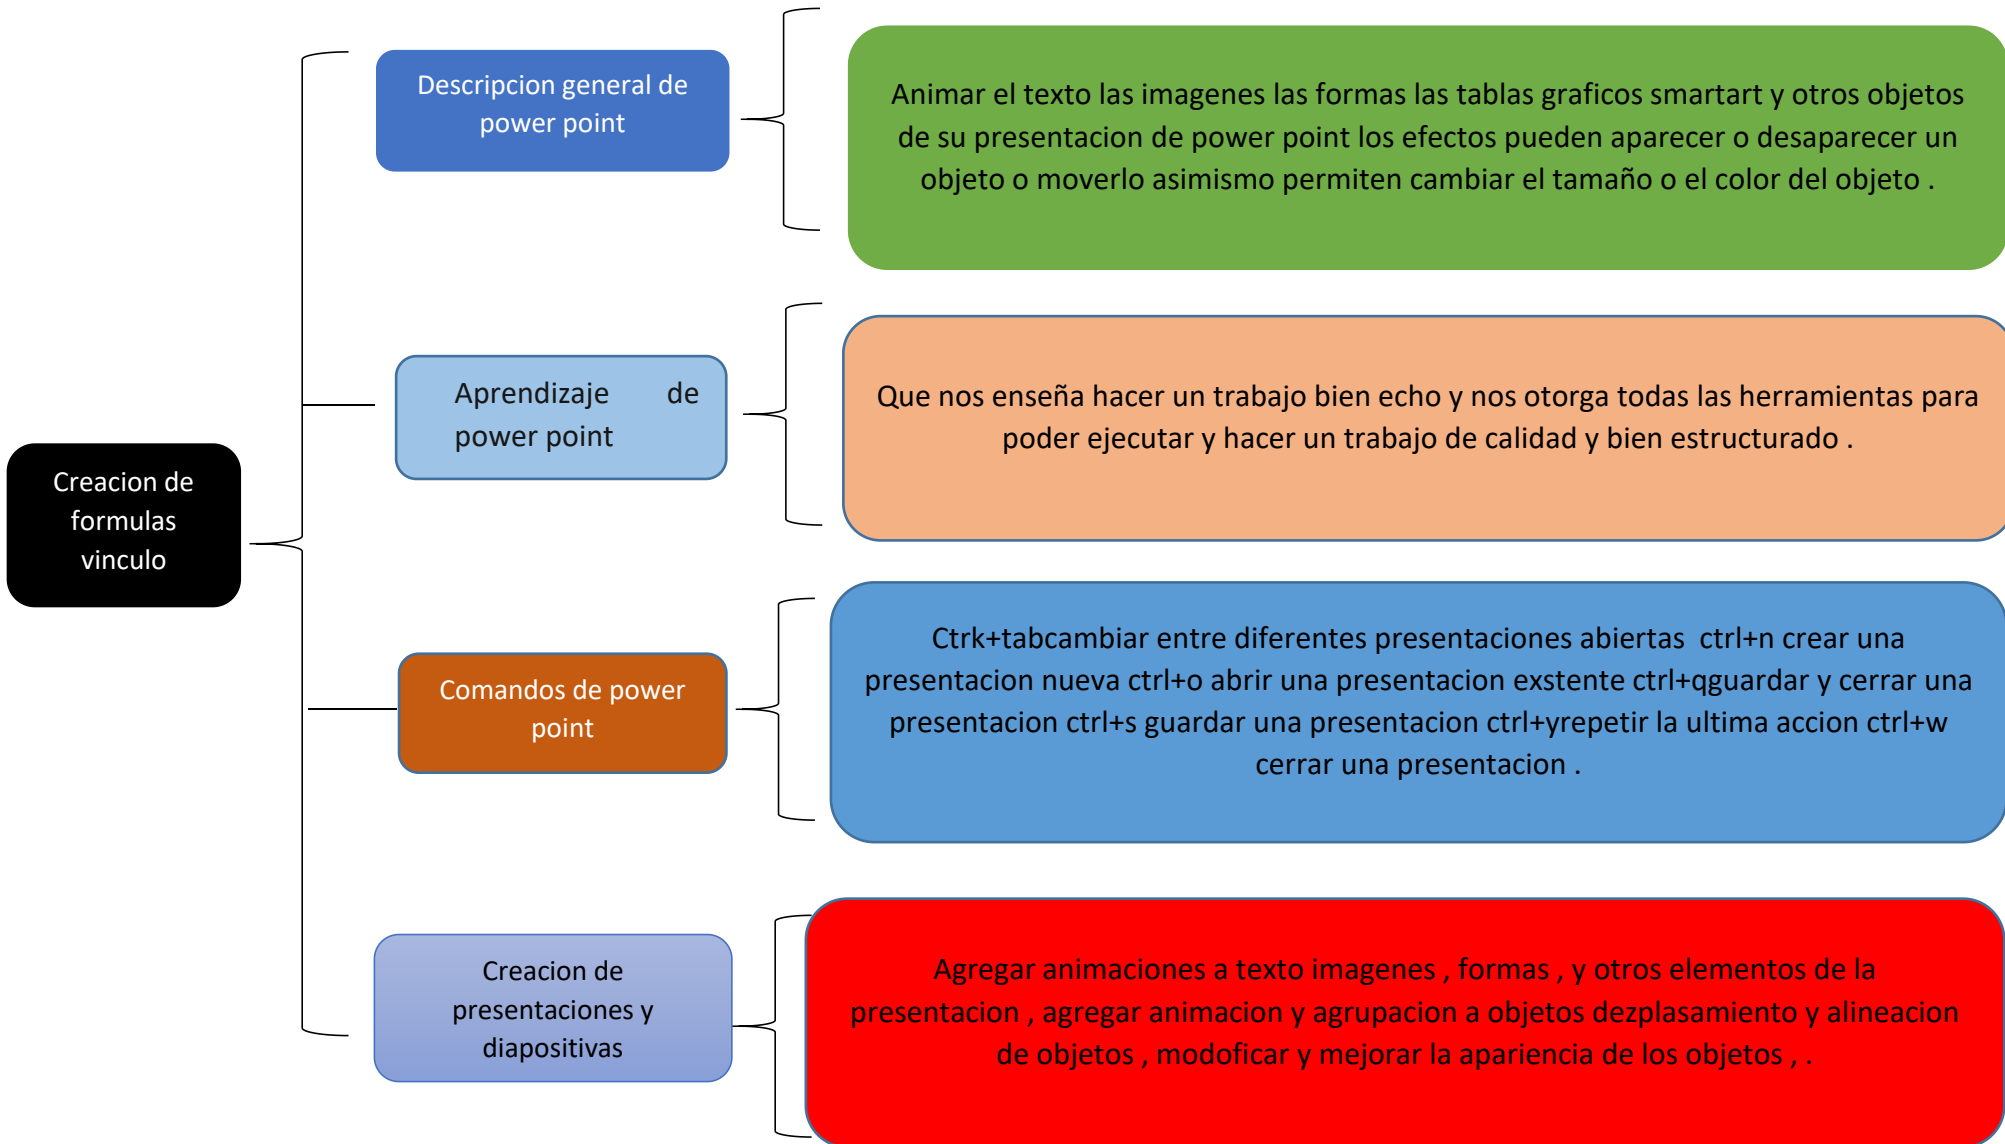 Descripcion general de
power point
Animar el texto las imagenes las formas las tablas graficos smartart y otros objetos
de su presentacion de power point los efectos pueden aparecer o desaparecer un
objeto o moverlo asimismo permiten cambiar el tamaño o el color del objeto .
Aprendizaje de
power point
Que nos enseña hacer un trabajo bien echo y nos otorga todas las herramientas para
poder ejecutar y hacer un trabajo de calidad y bien estructurado .
Creacion de
formulas
vinculo
Comandos de power
point
Ctrk+tabcambiar entre diferentes presentaciones abiertas  ctrl+n crear una
presentacion nueva ctrl+o abrir una presentacion exstente ctrl+qguardar y cerrar una
presentacion ctrl+s guardar una presentacion ctrl+yrepetir la ultima accion ctrl+w
cerrar una presentacion .
Creacion de
presentaciones y
diapositivas
Agregar animaciones a texto imagenes , formas , y otros elementos de la
presentacion , agregar animacion y agrupacion a objetos dezplasamiento y alineacion
de objetos , modoficar y mejorar la apariencia de los objetos , .